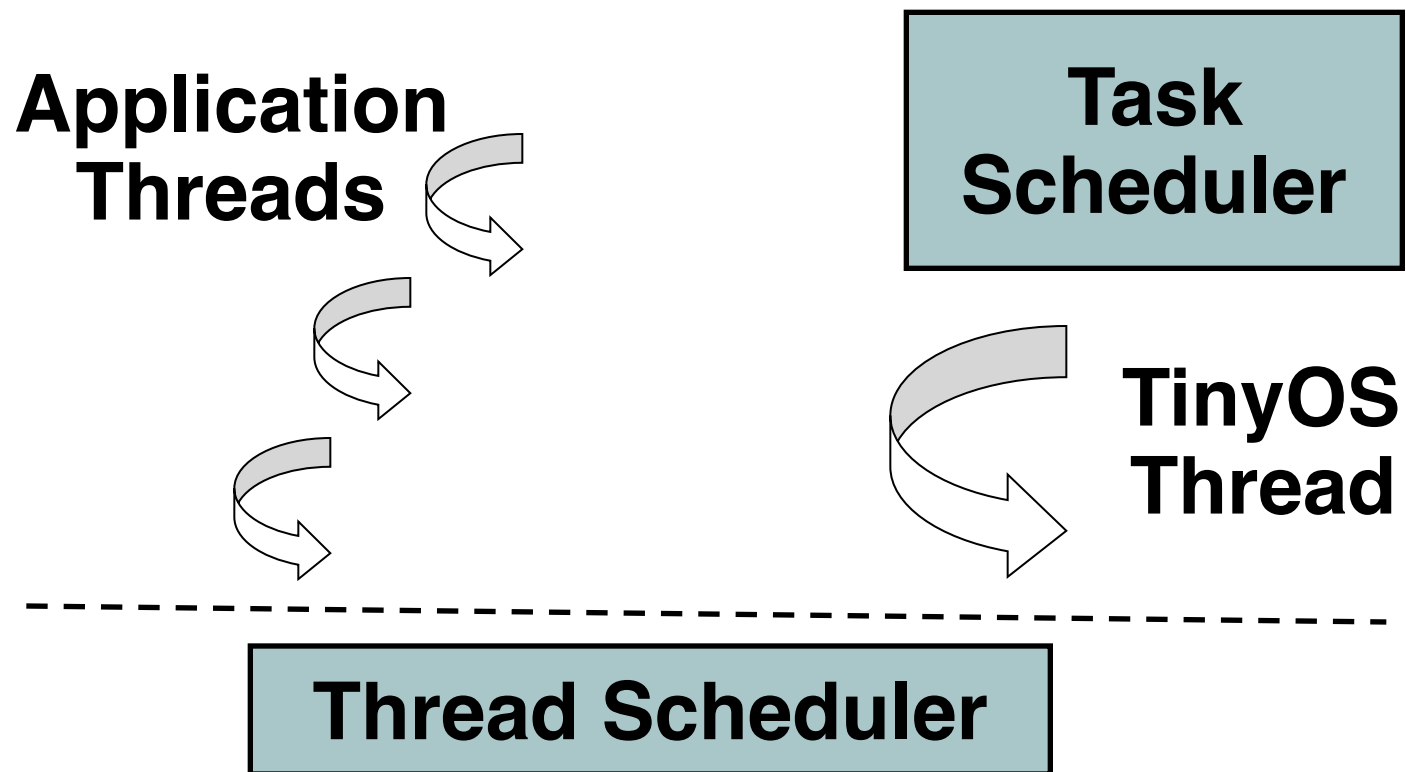 Application
Threads
Task
Scheduler
TinyOS
Thread
Thread Scheduler